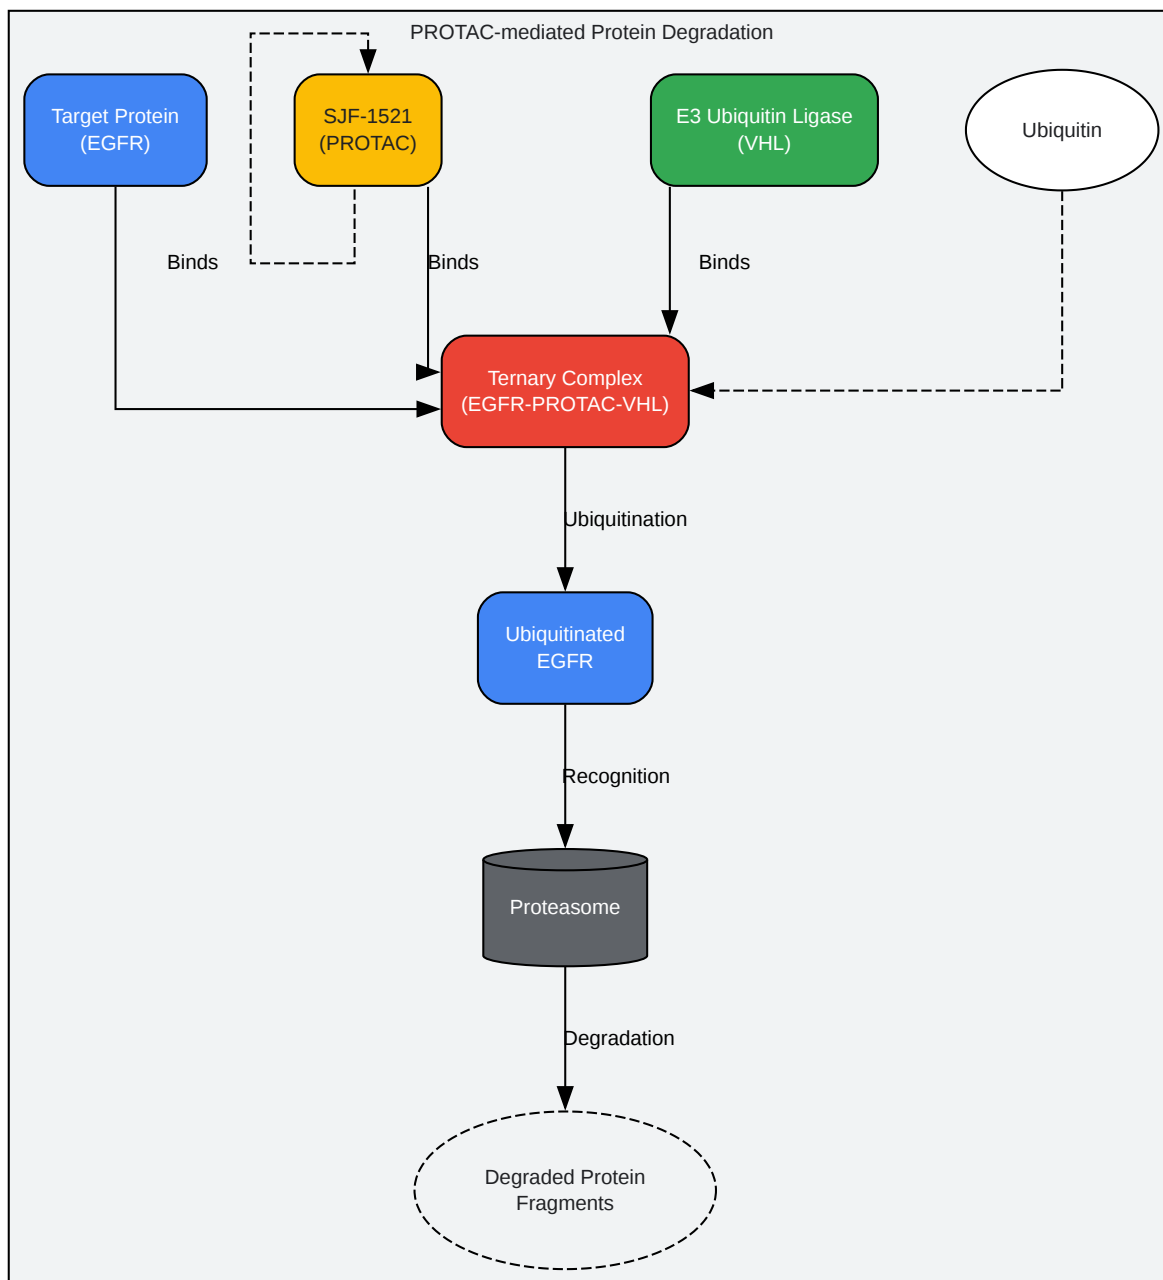 PROTAC-mediated Protein Degradation
Target Protein
(EGFR)
SJF-1521
(PROTAC)
E3 Ubiquitin Ligase
(VHL)
Ubiquitin
Binds
Binds
Binds
Ternary Complex
(EGFR-PROTAC-VHL)
Ubiquitination
Ubiquitinated
EGFR
Recognition
Proteasome
Degradation
Degraded Protein
Fragments